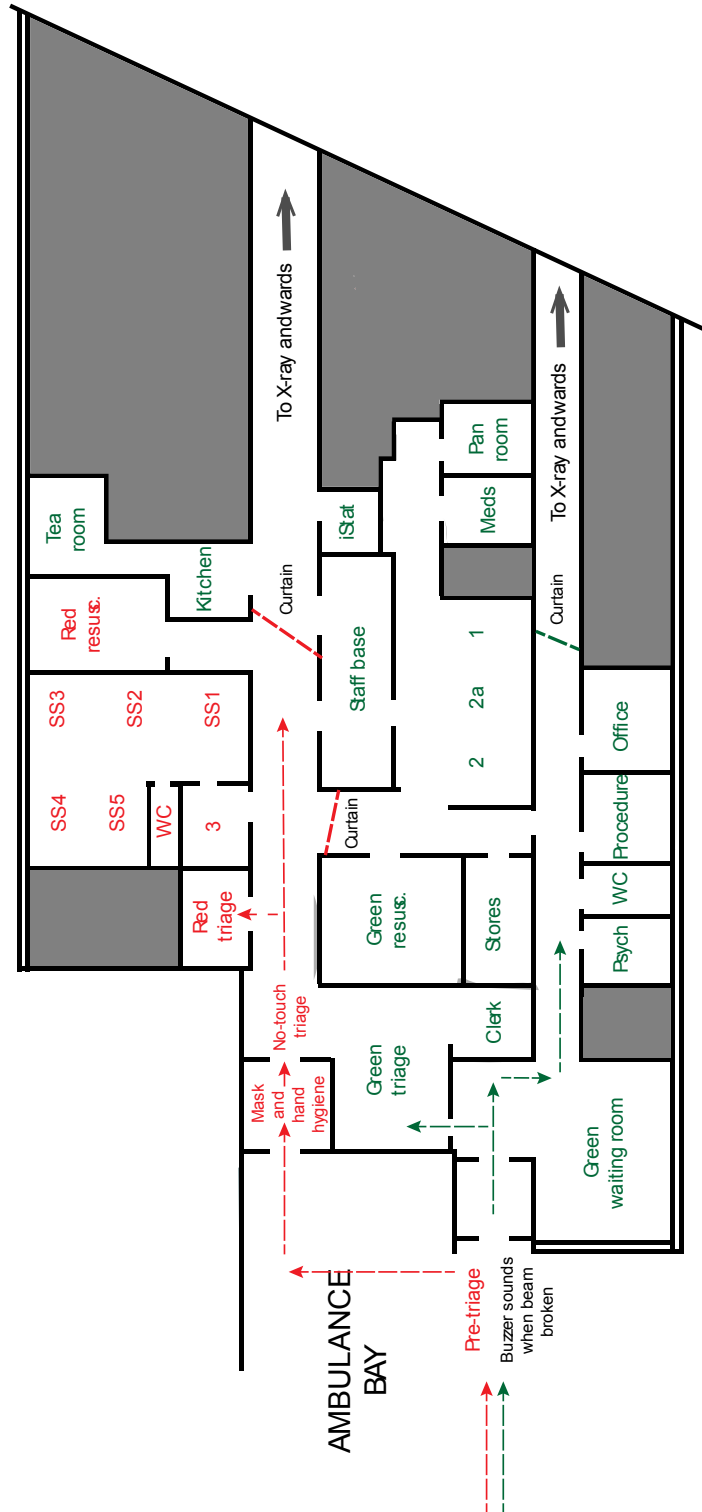 Tea
room
Kitchen
Red
resusc.
SS3
SS2
SS1
SS4
SS5
WC
3
Red
triage
To X-ray andwards
iStat
Curtain
Staff base
Curtain
No-touch
triage
Mask
and
hand
hygiene
Green
resusc.
Stores
Clerk
Green
triage
Pan
room
Meds
1
2a
2
To X-ray andwards
Curtain
Office
Procedure
WC
Psych
Green
waiting room
AMBULANCE
BAY
Pre-triage
Buzzer sounds
when beam
broken